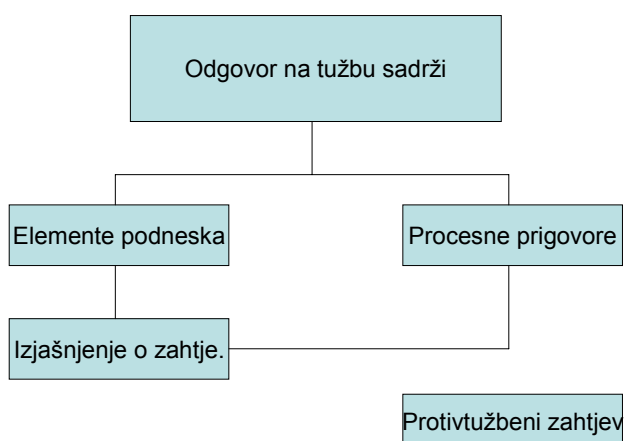 Odgovor na tužbu sadrži
Elemente podneska
Procesne prigovore
Izjašnjenje o zahtje.
Protivtužbeni zahtjev